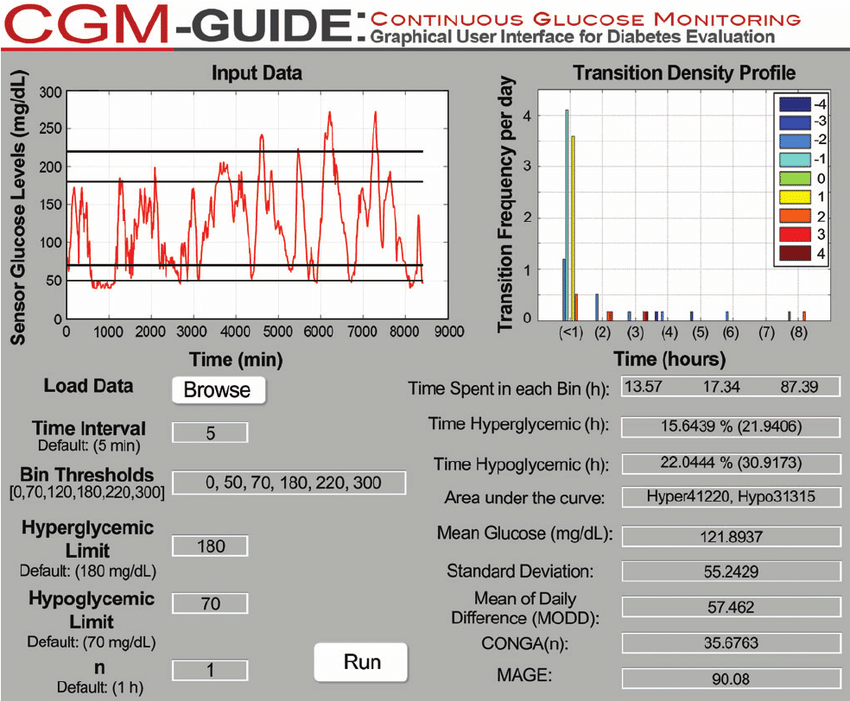 CGM-GUIDE: CONTINUOUS GLUCOSE MONITORING
Graphical User Interface for Diabetes Evaluation
Input Data
Sensor Glucose Levels (mg/dL)
300
250
200
150
100
50
0
0 1000 2000 3000 4000 5000 6000 7000 8000 9000
Time (min)
Transition Density Profile
Transition Frequency per day
4
3
2
1
0
-4
-3
-2
-1
0
1
2
3
4
(<1) (2) (3) (4) (5) (6) (7) (8)
Time (hours)
Load Data Browse
Time Interval
Default: (5 min)
5
Bin Thresholds
[0,70,120,180,220,300]
0, 50, 70, 180, 220, 300
Hyperglycemic
Limit
Default: (180 mg/dL)
180
Hypoglycemic
Limit
Default: (70 mg/dL)
70
n
Default: (1 h)
1
Run
Time Spent in each Bin (h): 13.57 17.34 87.39
Time Hyperglycemic (h): 15.6439 % (21.9406)
Time Hypoglycemic (h): 22.0444 % (30.9173)
Area under the curve: Hyper41220, Hypo31315
Mean Glucose (mg/dL): 121.8937
Standard Deviation: 55.2429
Mean of Daily
Difference (MODD): 57.462
CONGA(n): 35.6763
MAGE: 90.08